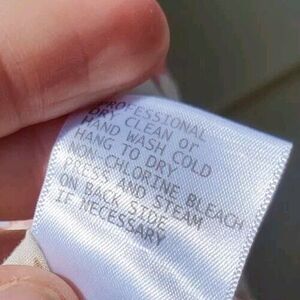 PROFESSIONAL
DRY CLEAN or
HAND WASH COLD
HANG TO DRY
NON-CHLORINE BLEACH
PRESS AND STEAM
ON BACK SIDE
IF NECESSARY